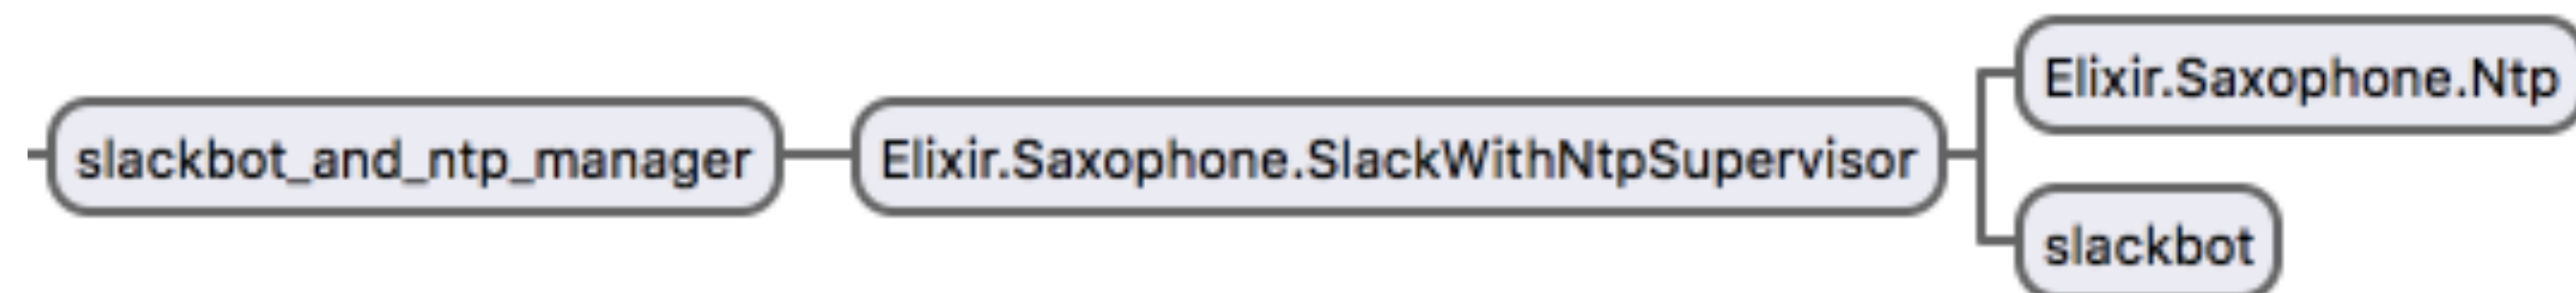 Elixir.Saxophone.Ntp
slackbot_and_ntp_manager
Elixir.Saxophone.SlackWithNtpSupervisor
slackbot